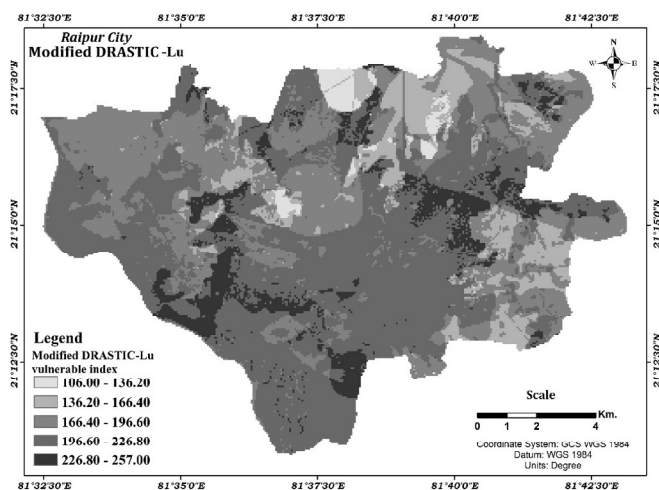 81°32'30"E 81°35'0"E 81°37'30"E 81°40'0"E 81°42'30"E
Raipur City
Modified DRASTIC -Lu
N
W E
S
21°17'30"N 21°17'30"N
21°15'0"N 21°15'0"N
21°12'30"N 21°12'30"N
Legend
Modified DRASTIC-Lu
vulnerable index
106.00 - 136.20
136.20 - 166.40
166.40 - 196.60
196.60 - 226.80
226.80 - 257.00
Scale
0 1 2 4 Km.
Coordinate System: GCS WGS 1984
Datum: WGS 1984
Units: Degree
81°32'30"E 81°35'0"E 81°37'30"E 81°40'0"E 81°42'30"E